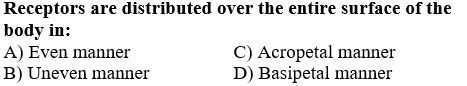 Receptors are distributed over the entire surface of the
body in:
A) Even manner C) Acropetal manner
B) Uneven manner D) Basipetal manner